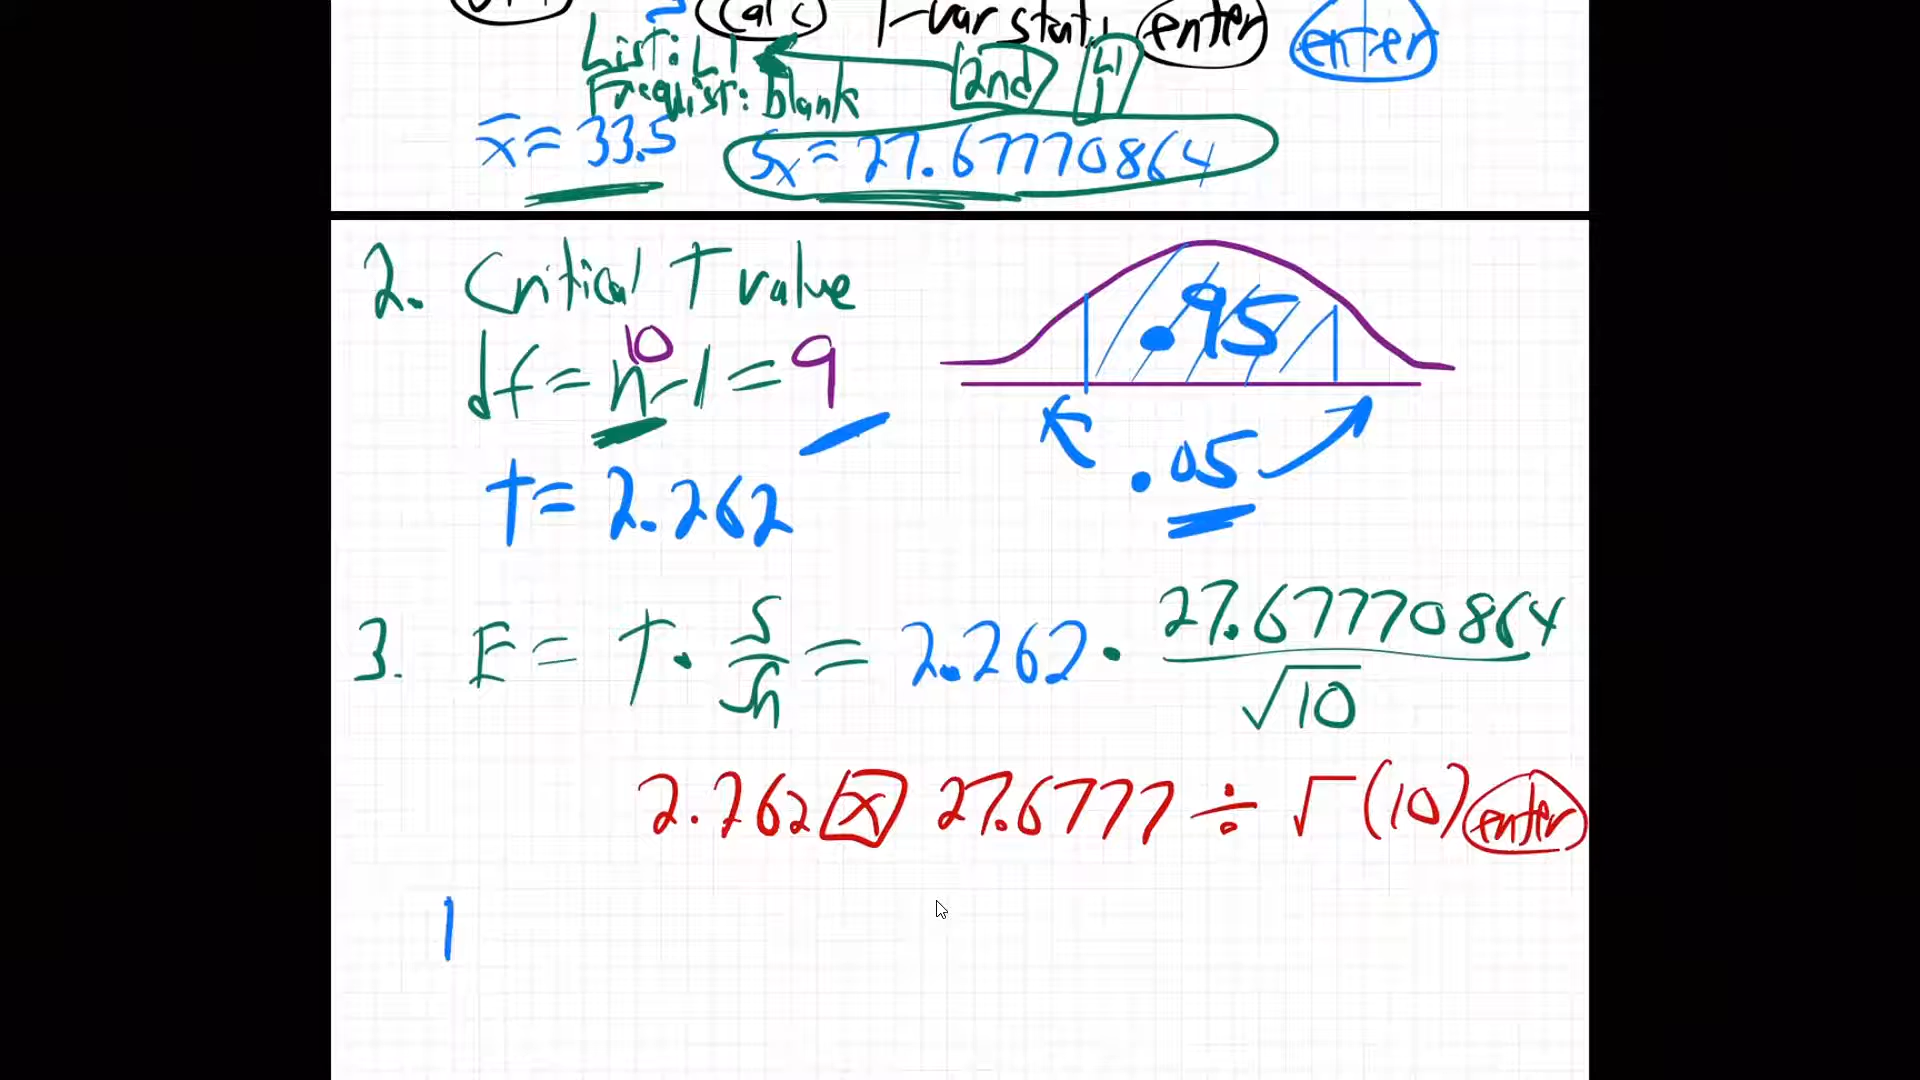 calc 1-var stat enter enter
List: L1 2nd L1
1
Freqlist: blank
x̄ = 33.5 Sx = 27.67770864
2. Critical T value
.95
10
df = n-1 = 9
.05
t = 2.262
3. E = T · s/√n = 2.262 · 27.67770864/√10
2.262 x 27.6777 ÷ √(10) enter